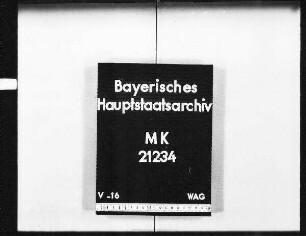 Bayerisches
Hauptstaatsarchiv
MK
21234
V-16 WAG